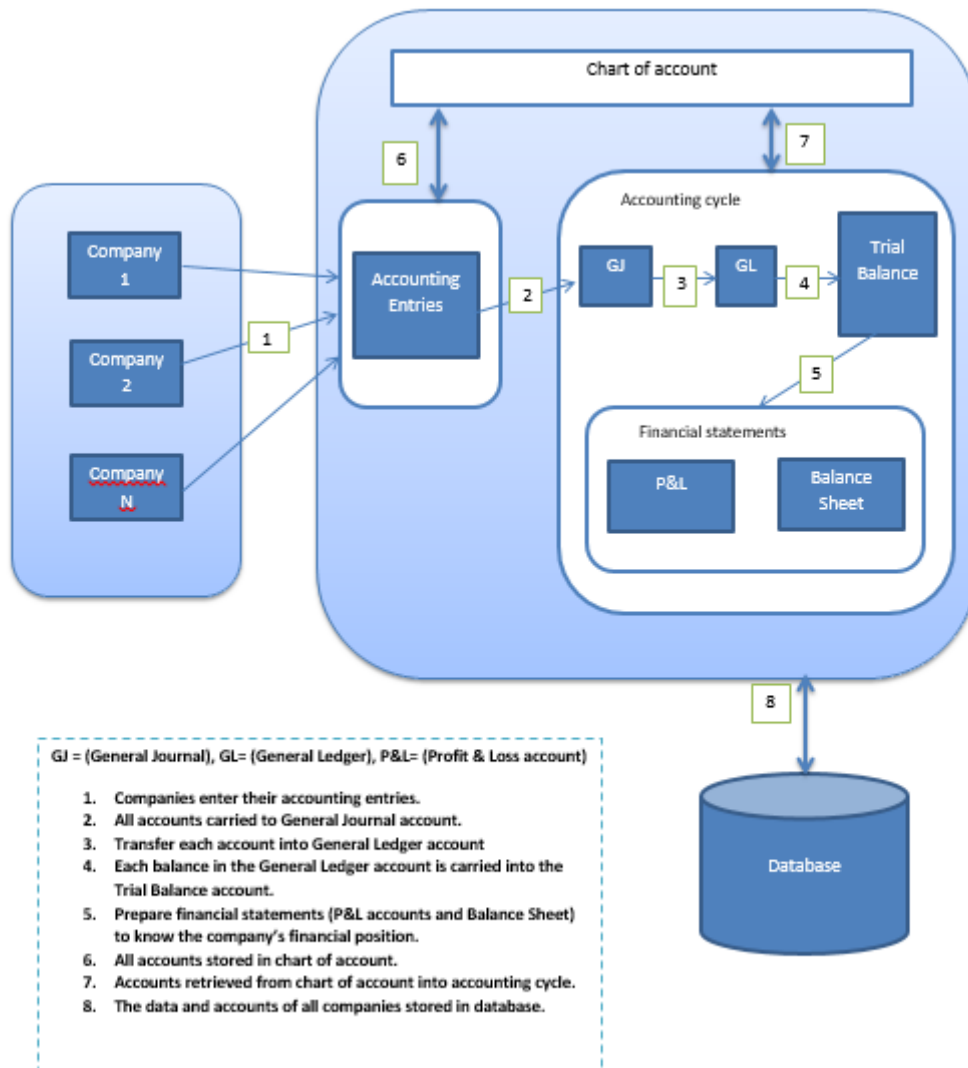 Chart of account
6
7
Accounting cycle
Company
1
Company
2
Company
N
1
Accounting
Entries
2
GJ
3
GL
4
Trial
Balance
5
Financial statements
P&L
Balance
Sheet
8
Database
GJ = (General Journal), GL= (General Ledger), P&L= (Profit & Loss account)
1. Companies enter their accounting entries.
2. All accounts carried to General Journal account.
3. Transfer each account into General Ledger account
4. Each balance in the General Ledger account is carried into the
Trial Balance account.
5. Prepare financial statements (P&L accounts and Balance Sheet)
to know the company's financial position.
6. All accounts stored in chart of account.
7. Accounts retrieved from chart of account into accounting cycle.
8. The data and accounts of all companies stored in database.